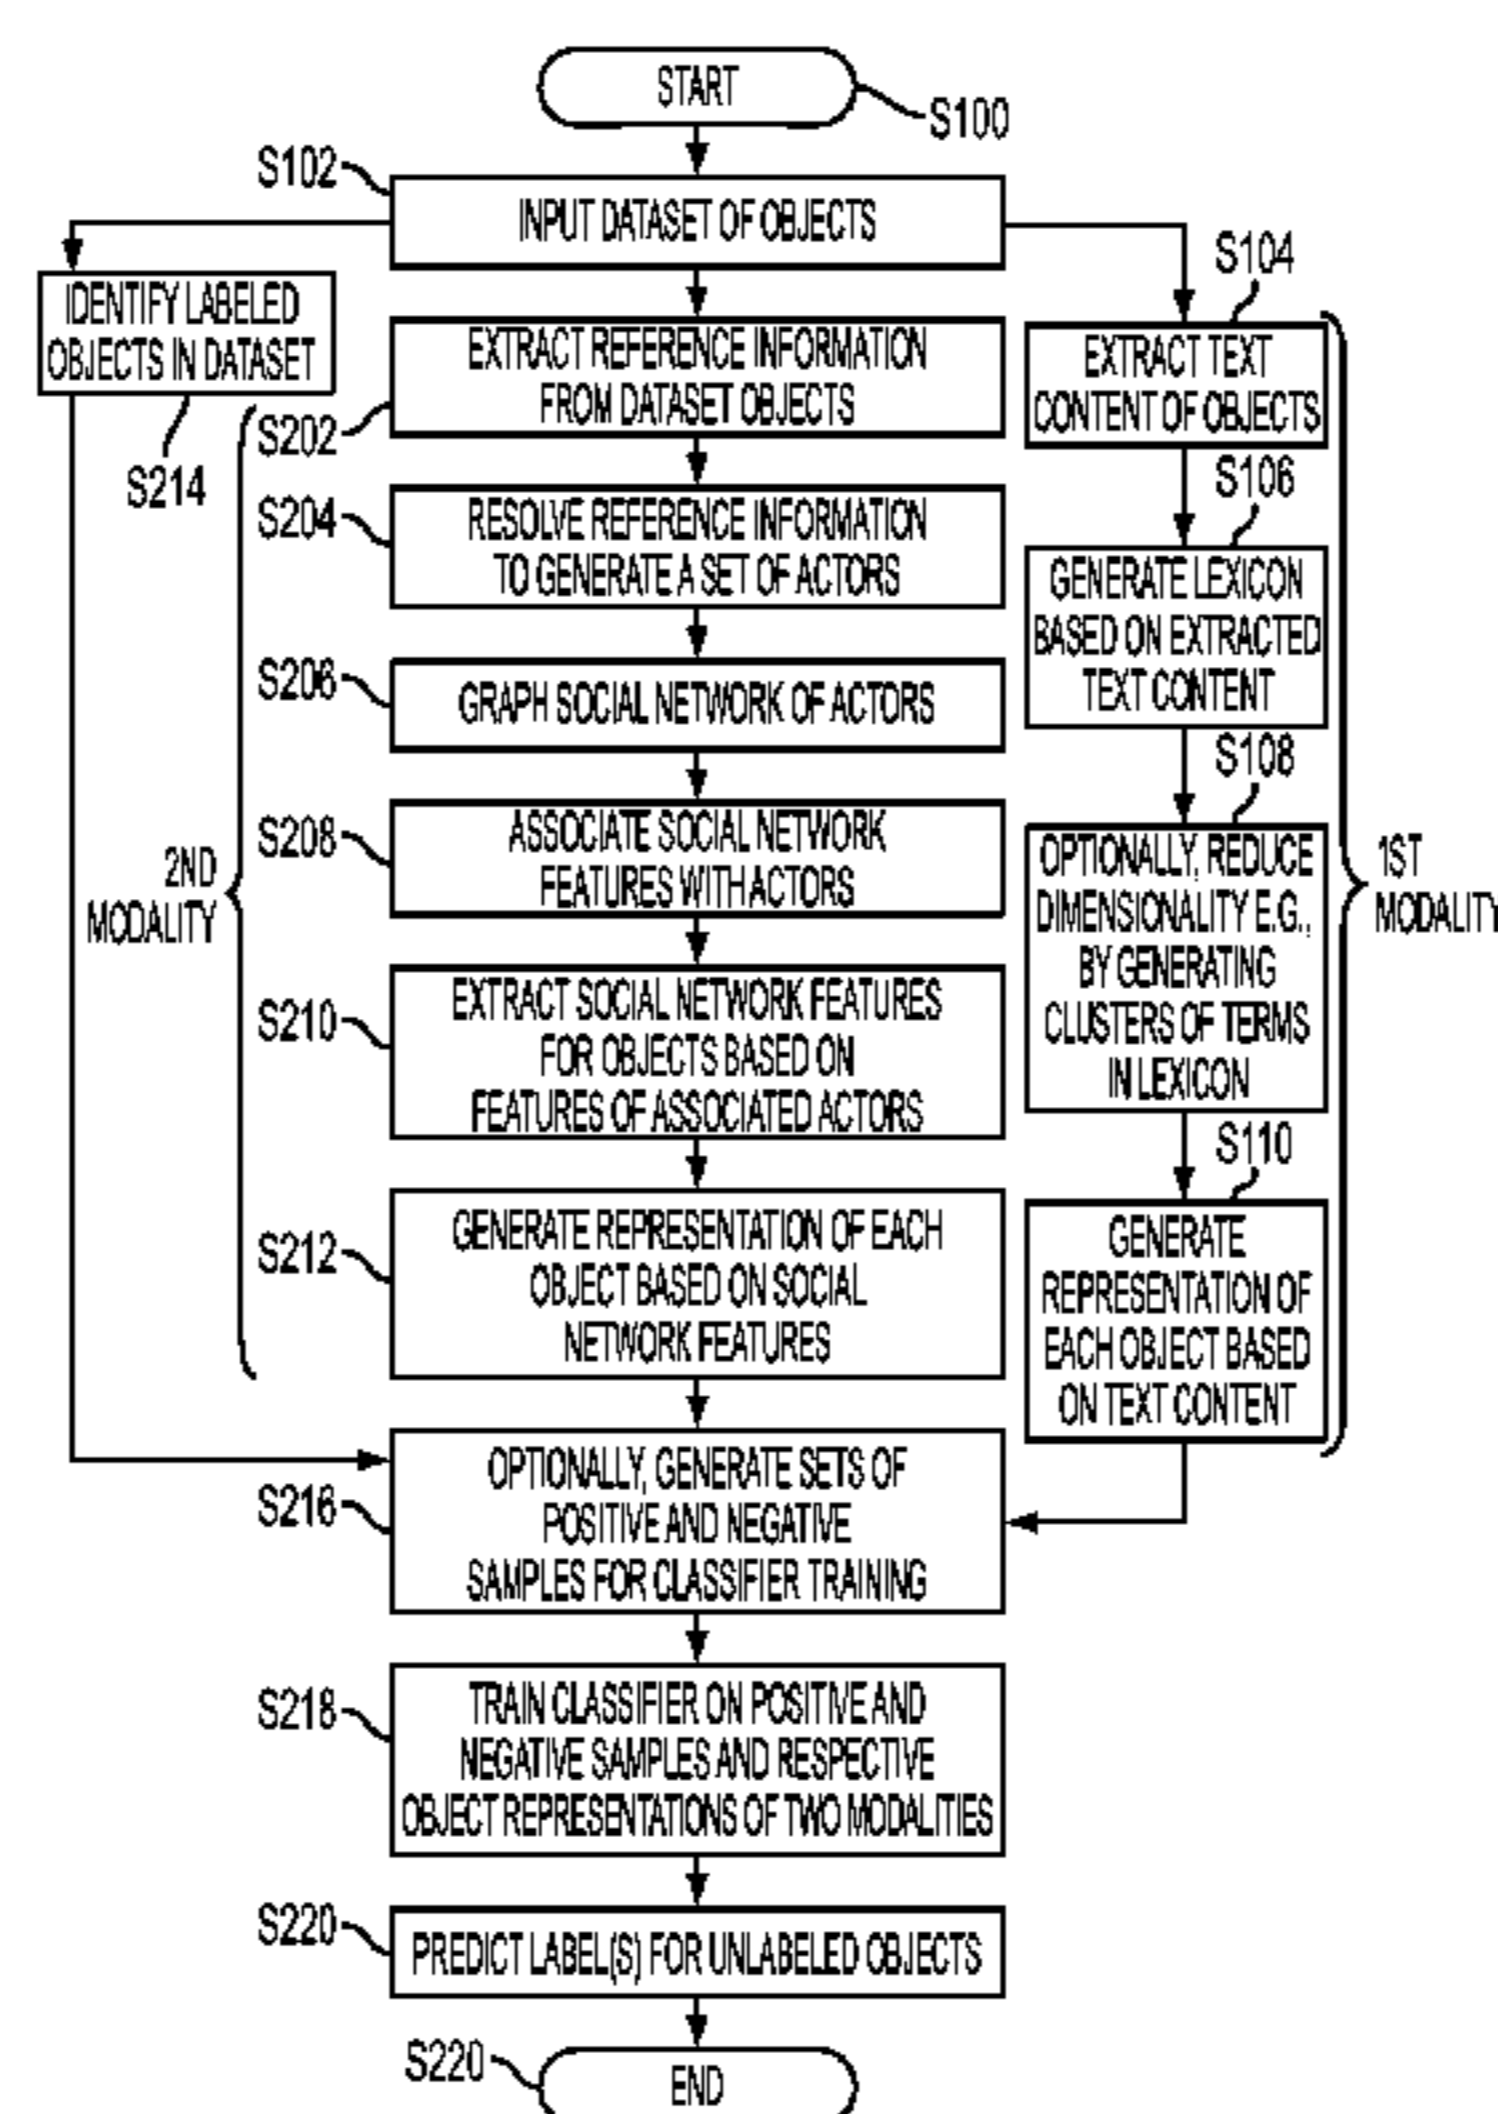 START
S100
S102
INPUT DATASET OF OBJECTS
S104
IDENTIFY LABELED
OBJECTS IN DATASET
S214
EXTRACT REFERENCE INFORMATION
FROM DATASET OBJECTS
S202
EXTRACT TEXT
CONTENT OF OBJECTS
S106
S204
RESOLVE REFERENCE INFORMATION
TO GENERATE A SET OF ACTORS
GENERATE LEXICON
BASED ON EXTRACTED
TEXT CONTENT
S206
GRAPH SOCIAL NETWORK OF ACTORS
S108
S208
ASSOCIATE SOCIAL NETWORK
FEATURES WITH ACTORS
OPTIONALLY, REDUCE
DIMENSIONALITY E.G.,
BY GENERATING
CLUSTERS OF TERMS
IN LEXICON
2ND
MODALITY
1ST
MODALITY
S210
EXTRACT SOCIAL NETWORK FEATURES
FOR OBJECTS BASED ON
FEATURES OF ASSOCIATED ACTORS
S110
S212
GENERATE REPRESENTATION OF EACH
OBJECT BASED ON SOCIAL
NETWORK FEATURES
GENERATE
REPRESENTATION OF
EACH OBJECT BASED
ON TEXT CONTENT
S216
OPTIONALLY, GENERATE SETS OF
POSITIVE AND NEGATIVE
SAMPLES FOR CLASSIFIER TRAINING
S218
TRAIN CLASSIFIER ON POSITIVE AND
NEGATIVE SAMPLES AND RESPECTIVE
OBJECT REPRESENTATIONS OF TWO MODALITIES
S220
PREDICT LABEL(S) FOR UNLABELED OBJECTS
S220
END